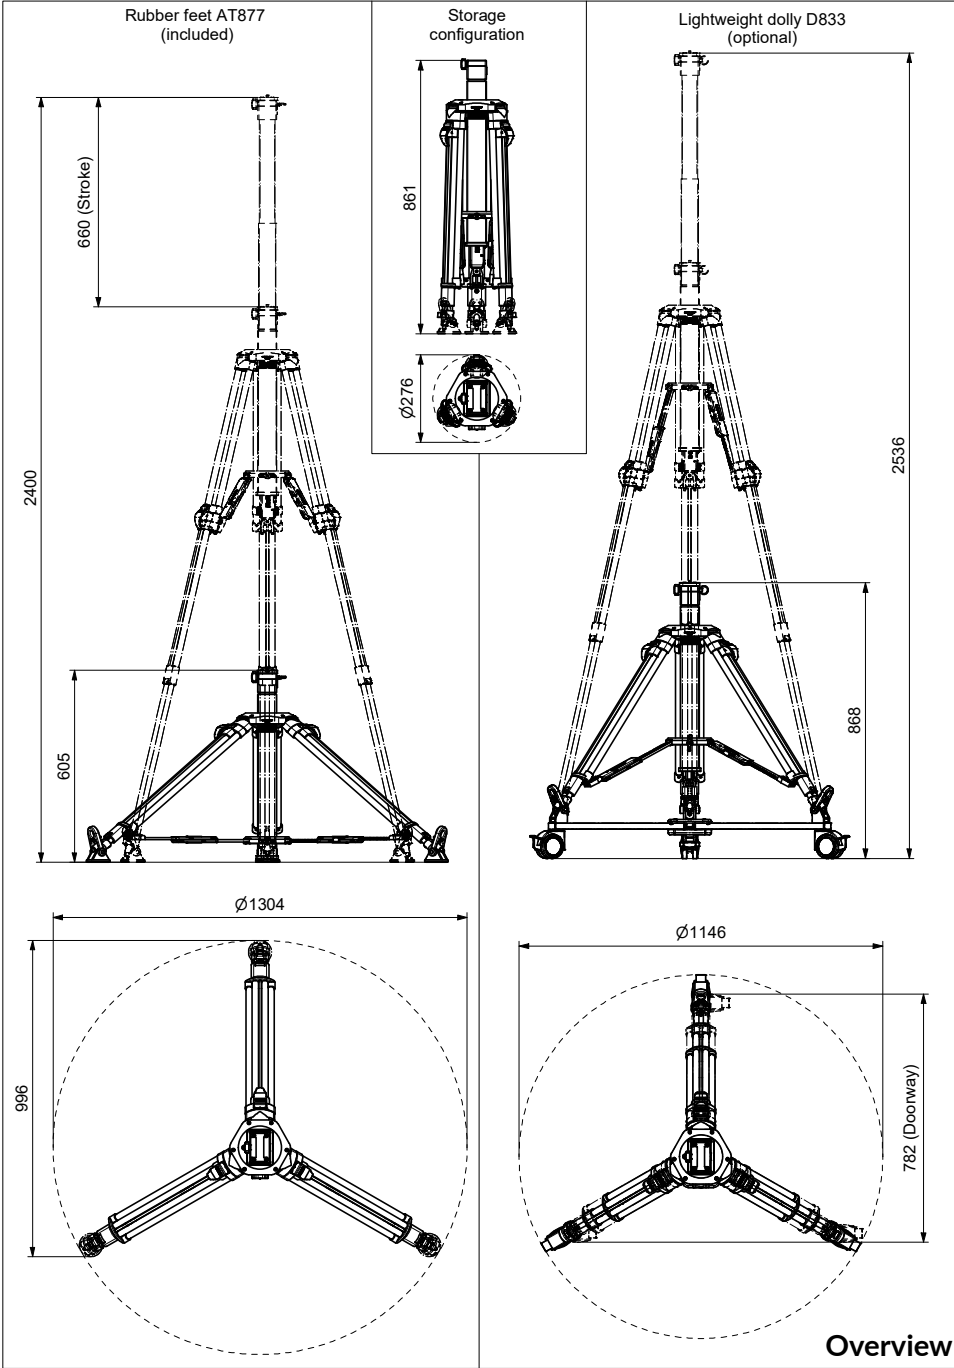 Rubber feet AT877
(included)
2400
660 (Stroke)
605
Storage
configuration
861
Ø276
Lightweight dolly D833
(optional)
2536
868
Ø1304
996
Ø1146
782 (Doorway)
Overview